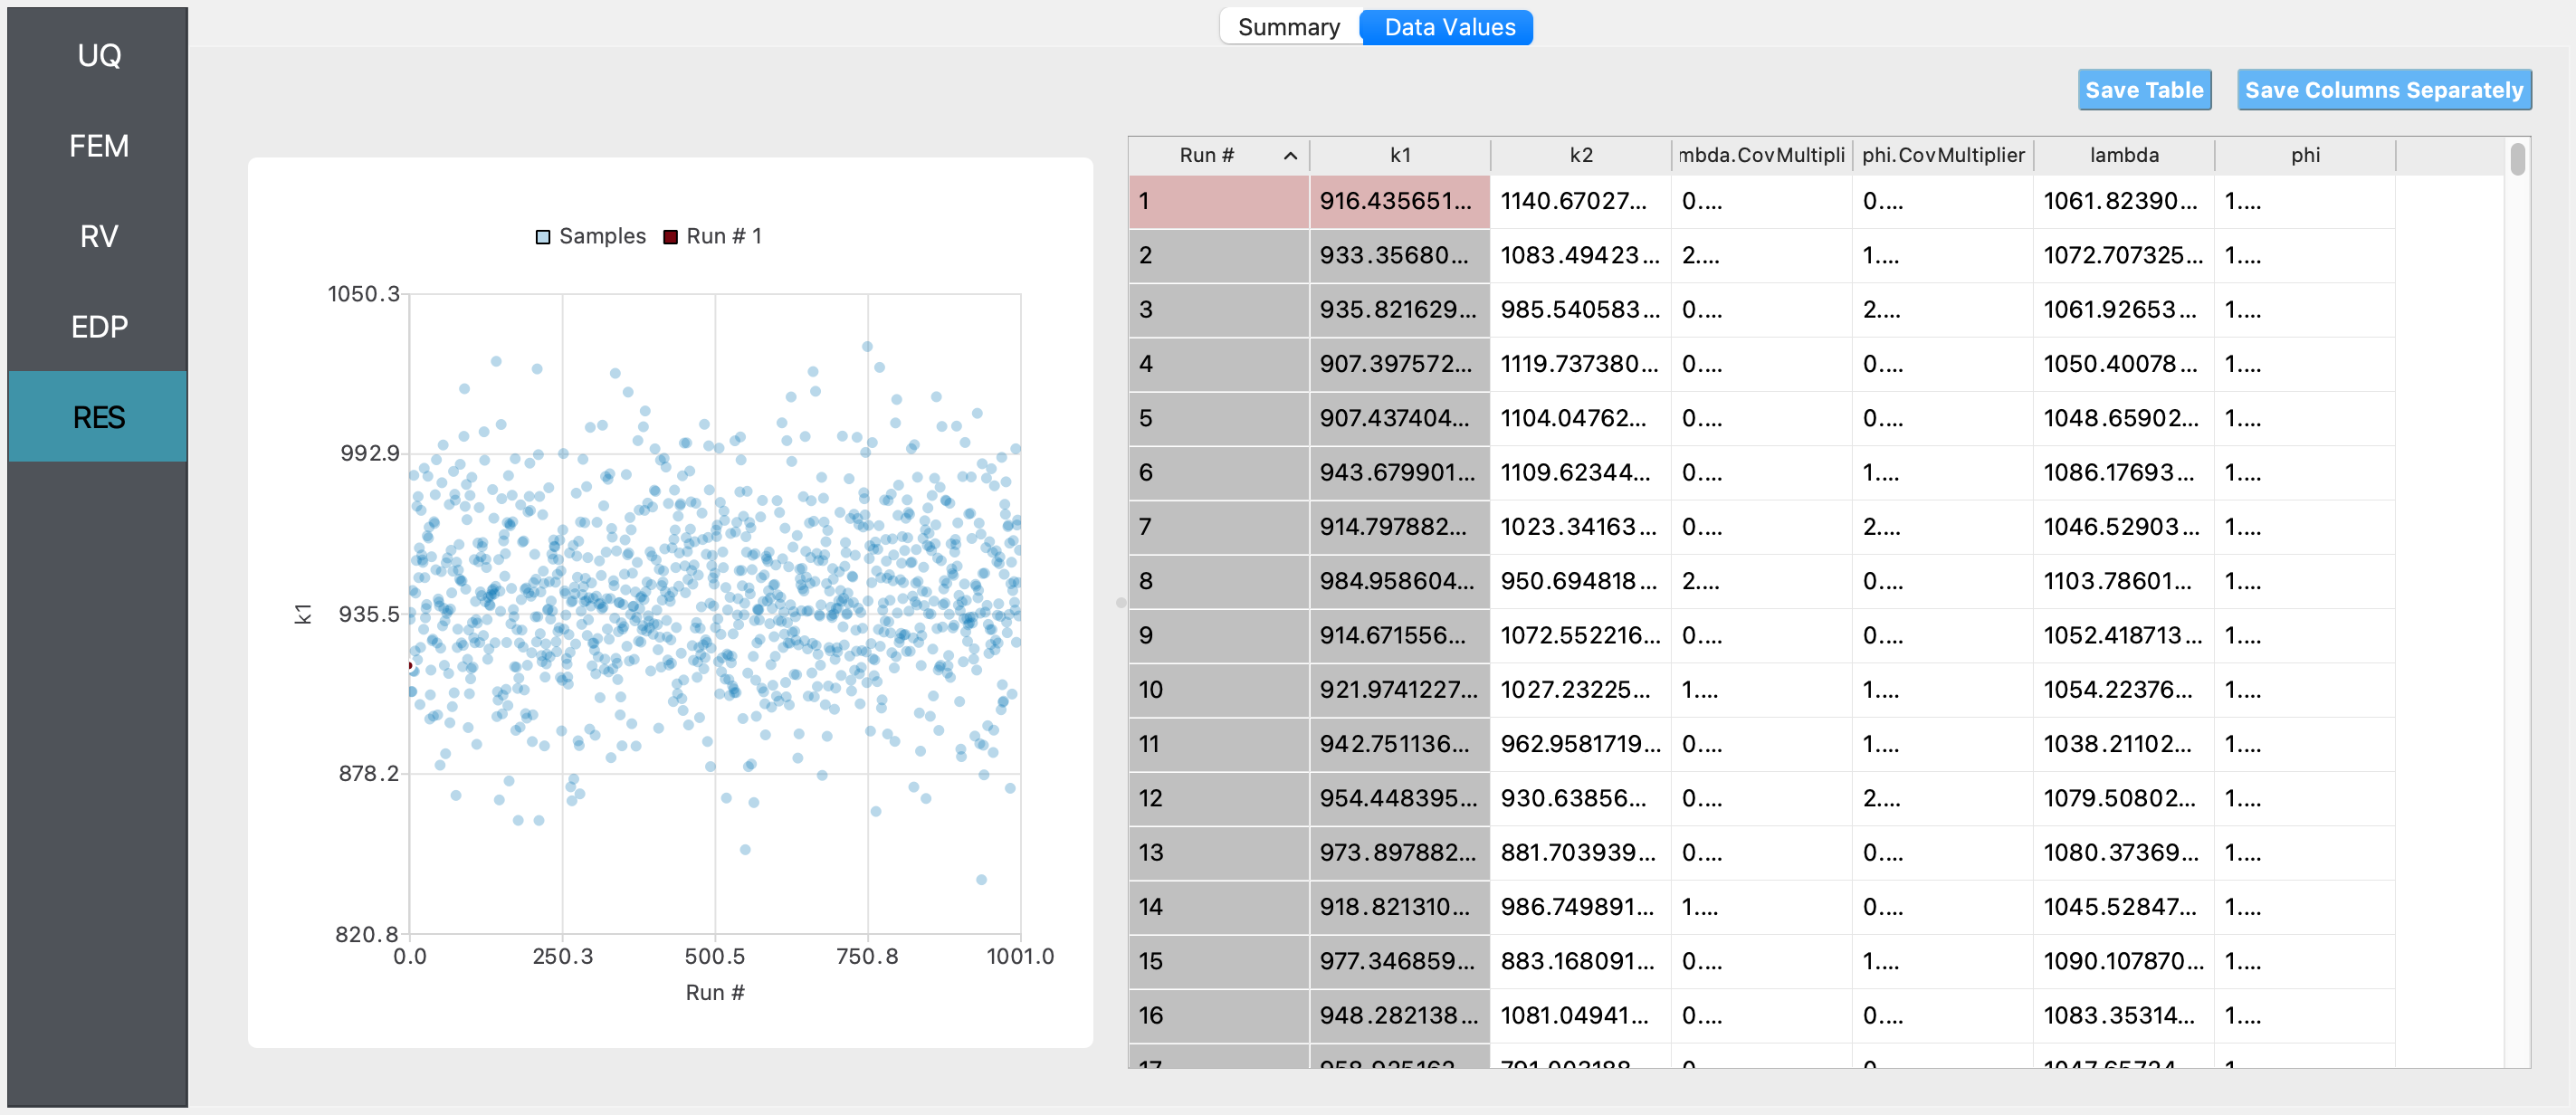 Summary Data Values
UQ
FEM
RV
EDP
RES
Save Table Save Columns Separately
Samples Run # 1
1050.3
992.9
935.5
878.2
820.8
k1
0.0 250.3 500.5 750.8 1001.0
Run #
Run # k1 k2 mbda.CovMultipli phi.CovMultiplier lambda phi
1 916.435651... 1140.67027... 0.... 0.... 1061.82390... 1....
2 933.35680... 1083.49423... 2.... 1.... 1072.707325... 1....
3 935.821629... 985.540583... 0.... 2.... 1061.92653... 1....
4 907.397572... 1119.737380... 0.... 0.... 1050.40078... 1....
5 907.437404... 1104.04762... 0.... 0.... 1048.65902... 1....
6 943.679901... 1109.62344... 0.... 1.... 1086.17693... 1....
7 914.797882... 1023.34163... 0.... 2.... 1046.52903... 1....
8 984.958604... 950.694818... 2.... 0.... 1103.78601... 1....
9 914.671556... 1072.552216... 0.... 0.... 1052.418713... 1....
10 921.9741227... 1027.23225... 1.... 1.... 1054.22376... 1....
11 942.751136... 962.9581719... 0.... 1.... 1038.21102... 1....
12 954.448395... 930.63856... 0.... 2.... 1079.50802... 1....
13 973.897882... 881.703939... 0.... 0.... 1080.37369... 1....
14 918.821310... 986.749891... 1.... 0.... 1045.52847... 1....
15 977.346859... 883.168091... 0.... 1.... 1090.107870... 1....
16 948.282138... 1081.04941... 0.... 0.... 1083.35314... 1....